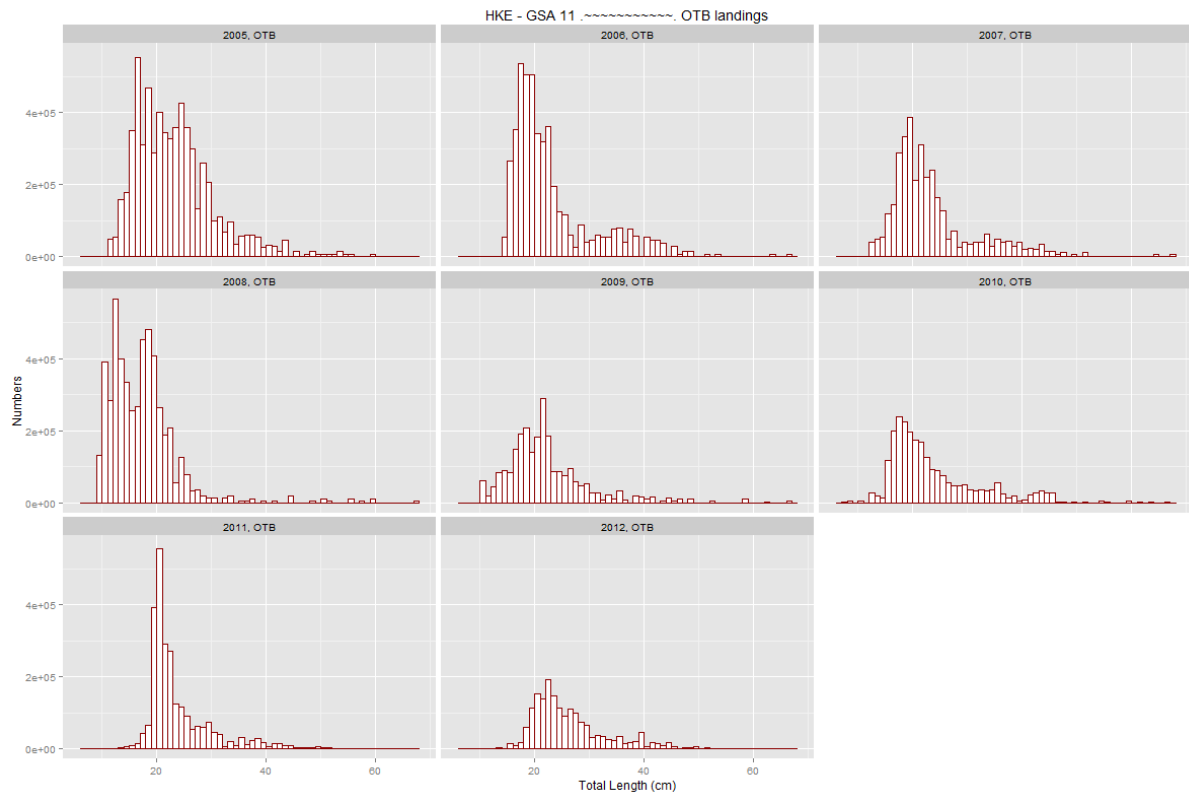 HKE - GSA 11 .~~~~~~~~~~~. OTB landings
2005, OTB
2006, OTB
2007, OTB
4e+05
2e+05
0e+00
2008, OTB
2009, OTB
2010, OTB
4e+05
2e+05
0e+00
Numbers
2011, OTB
2012, OTB
4e+05
2e+05
0e+00
20 40 60 20 40 60
Total Length (cm)